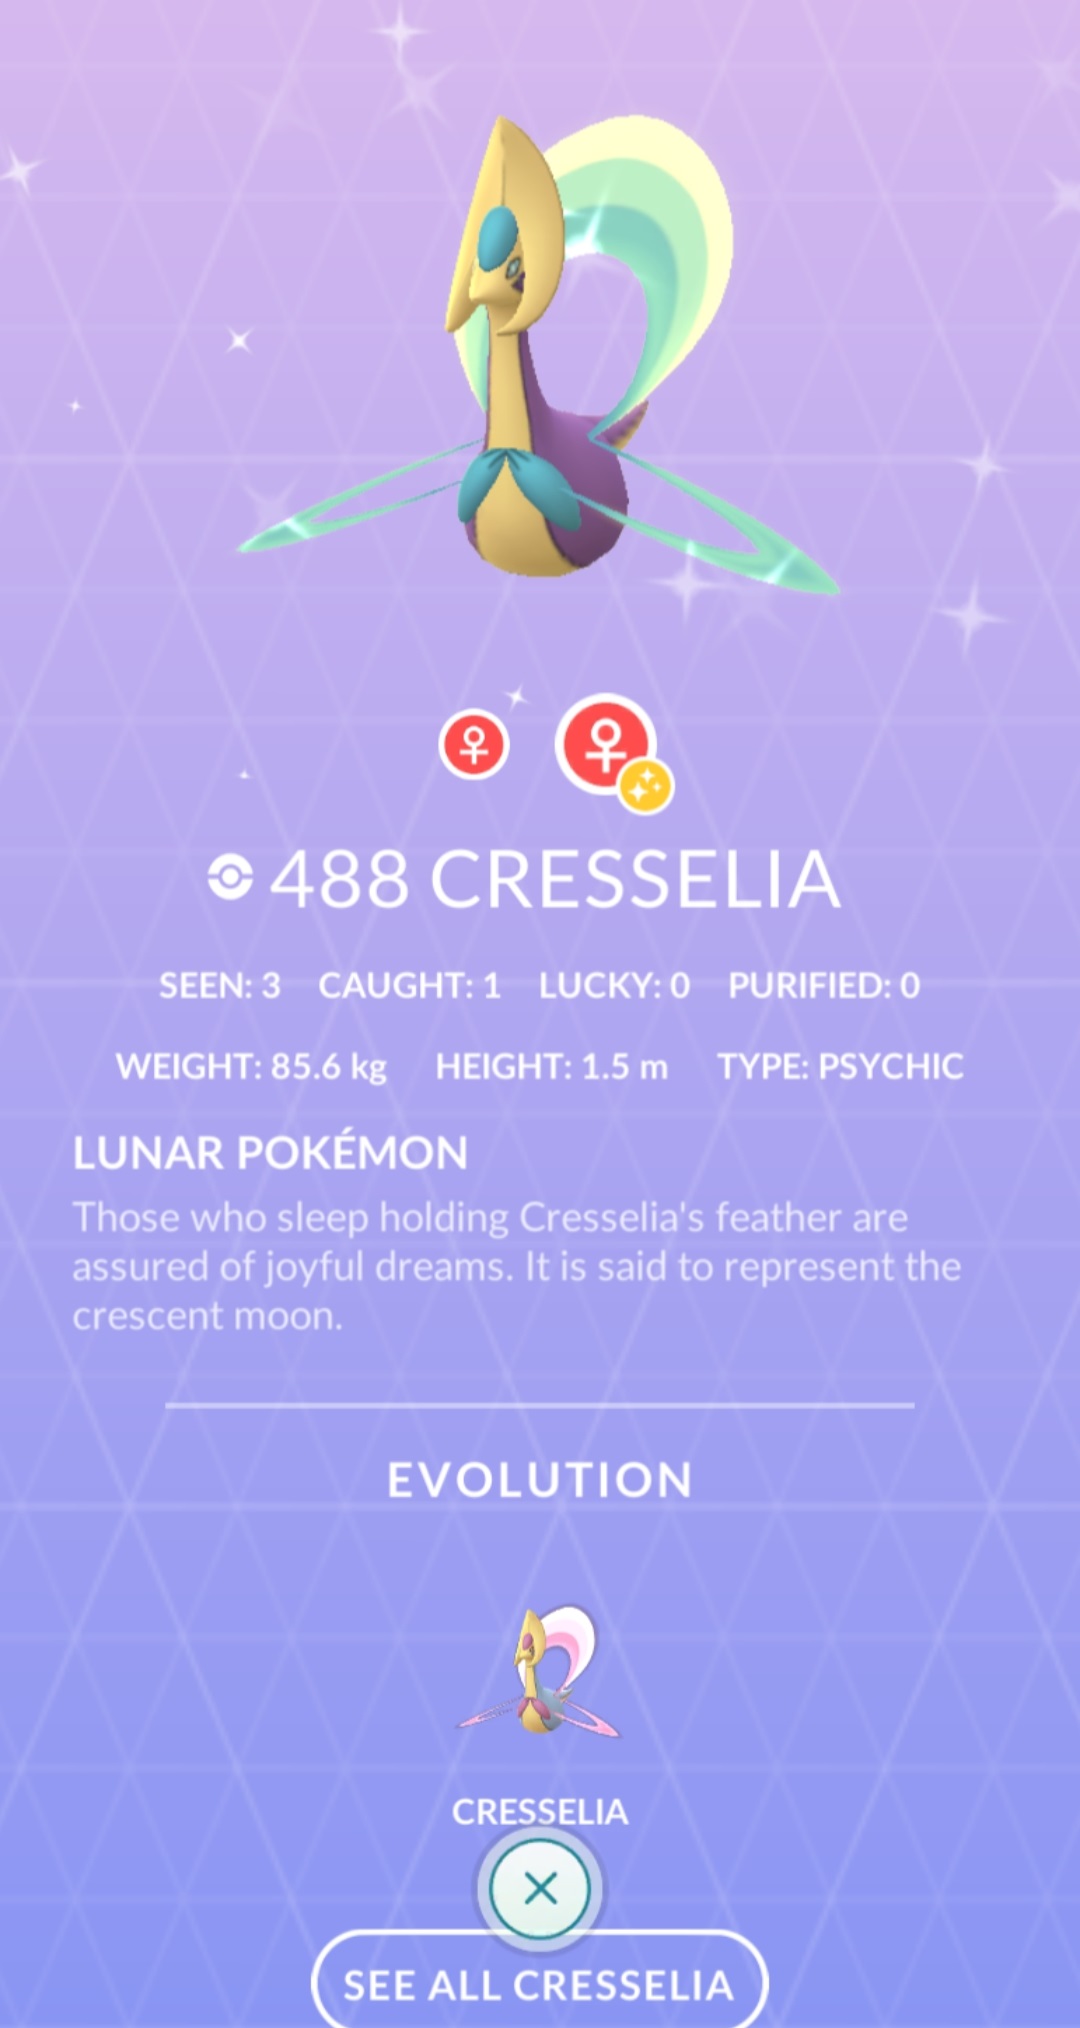 488 CRESSELIA
SEEN: 3 CAUGHT: 1 LUCKY: 0 PURIFIED: 0
WEIGHT: 85.6 kg HEIGHT: 1.5 m TYPE: PSYCHIC
LUNAR POKÉMON
Those who sleep holding Cresselia's feather are
assured of joyful dreams. It is said to represent the
crescent moon.
EVOLUTION
CRESSELIA
SEE ALL CRESSELIA